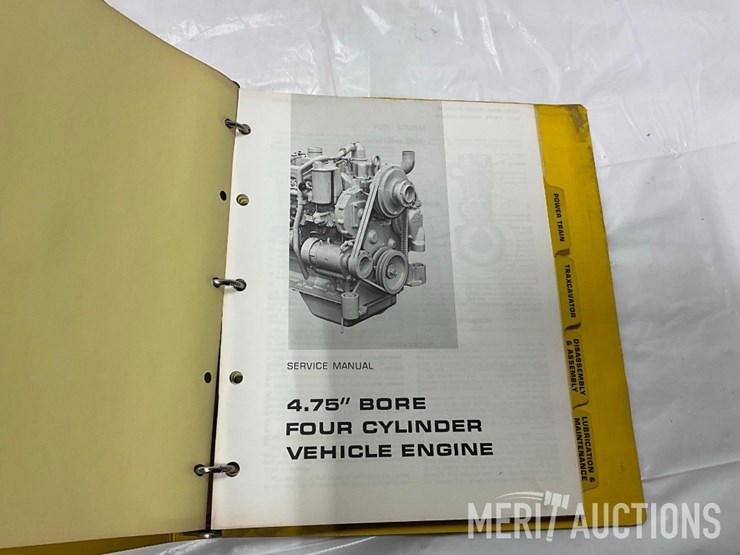 SERVICE MANUAL
4.75" BORE
FOUR CYLINDER
VEHICLE ENGINE
POWER TRAIN
TRAXCAVATOR
DISASSEMBLY
& ASSEMBLY
LUBRICATION &
MAINTENANCE
MERIT AUCTIONS